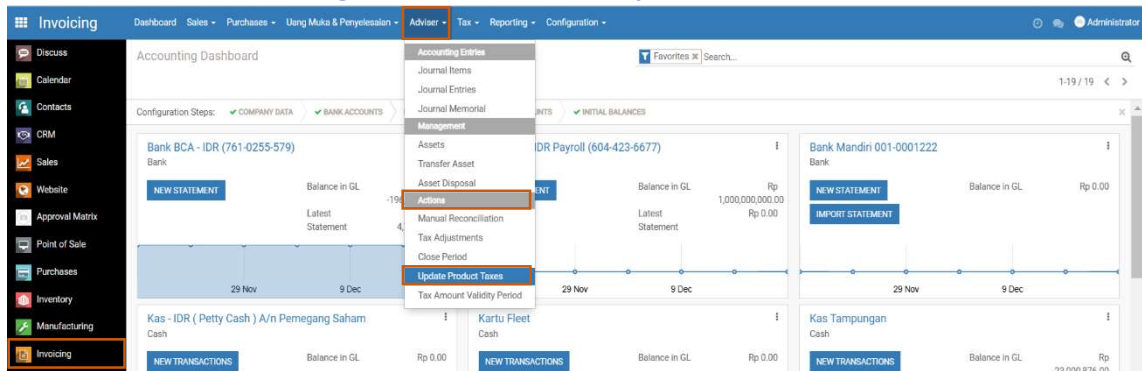 Invoicing
Dashboard Sales Purchases Uang Muka & Penyelesaian Adviser Tax Reporting Configuration
Administrator
Discuss
Calendar
Contacts
CRM
Sales
Website
Approval Matrix
Point of Sale
Purchases
Inventory
Manufacturing
Invoicing
Accounting Dashboard
Favorites × Search...
1-19 / 19
Configuration Steps: COMPANY DATA BANK ACCOUNTS INITIAL BALANCES
Accounting Entries
Journal Items
Journal Entries
Journal Memorial
Management
Assets
Transfer Asset
Asset Disposal
Actions
Manual Reconciliation
Tax Adjustments
Close Period
Update Product Taxes
Tax Amount Validity Period
Bank BCA - IDR (761-0255-579)
Bank
NEW STATEMENT
Balance in GL
Latest
Statement
29 Nov 9 Dec
IDR Payroll (604-423-6677)
Balance in GL Rp
1,000,000,000.00
Latest Rp 0.00
Statement
29 Nov 9 Dec
Bank Mandiri 001-0001222
Bank
NEW STATEMENT
Balance in GL Rp 0.00
IMPORT STATEMENT
29 Nov 9 Dec
Kas - IDR ( Petty Cash ) A/n Pemegang Saham
Cash
NEW TRANSACTIONS
Balance in GL Rp 0.00
Kartu Fleet
Cash
NEW TRANSACTIONS
Balance in GL Rp 0.00
Kas Tampungan
Cash
NEW TRANSACTIONS
Balance in GL Rp